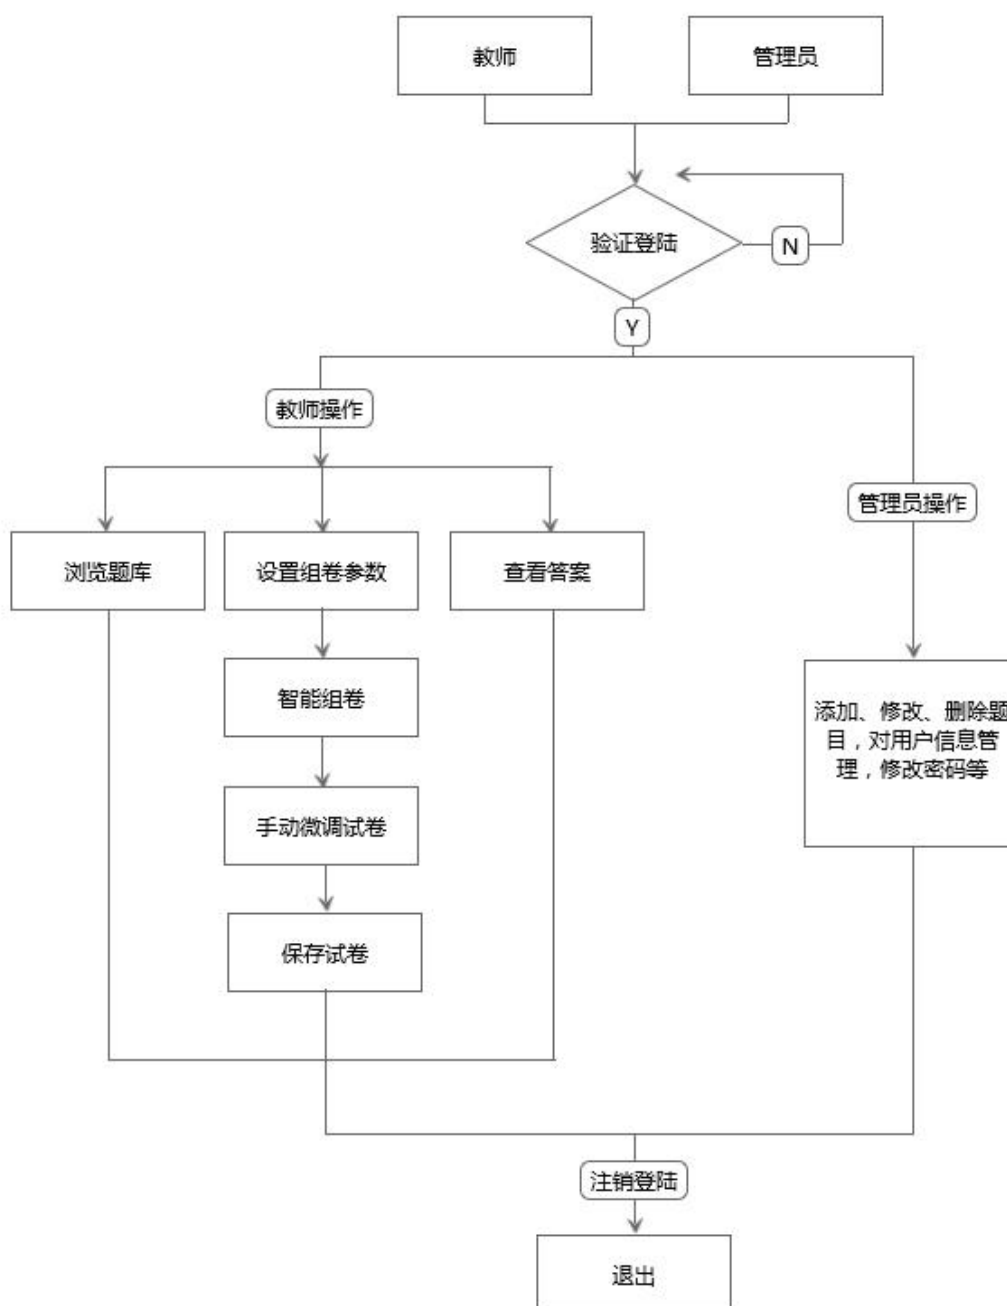 教师
管理员
验证登陆
N
Y
教师操作
管理员操作
浏览题库
设置组卷参数
查看答案
智能组卷
添加、修改、删除题
目，对用户信息管
理，修改密码等
手动微调试卷
保存试卷
注销登陆
退出